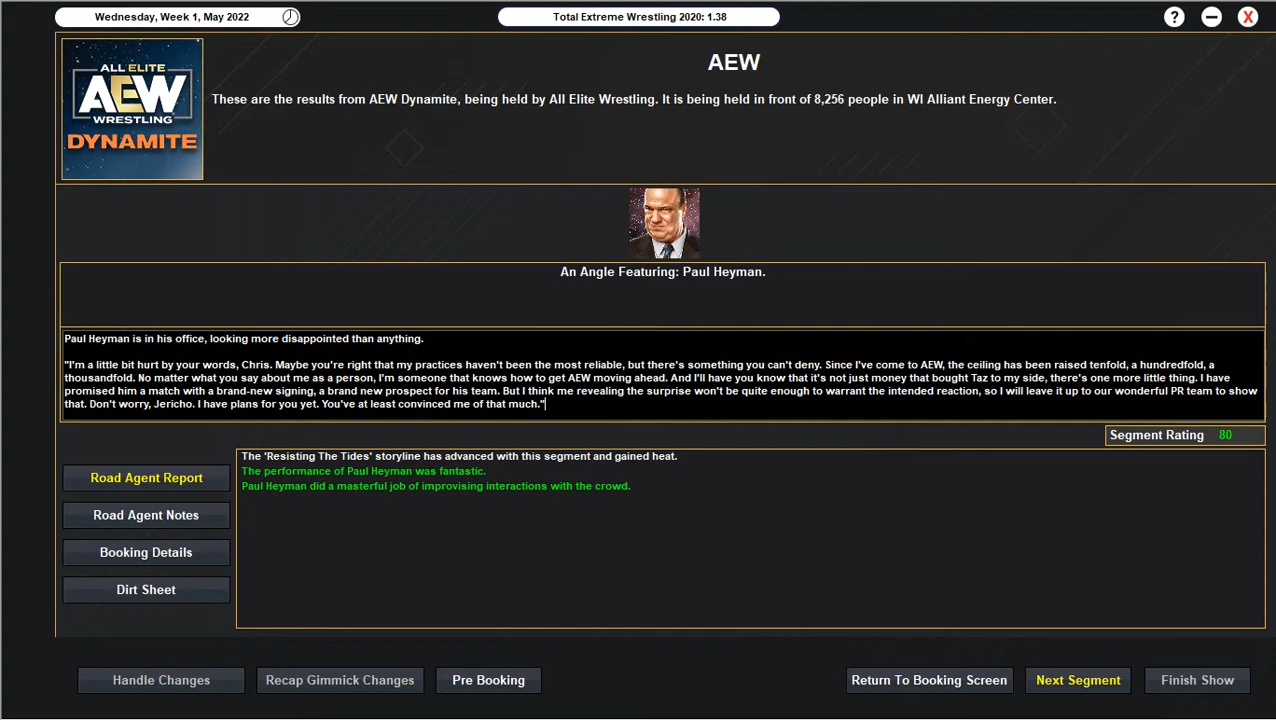 Wednesday, Week 1, May 2022
Total Extreme Wrestling 2020: 1.38
?
X
ALL ELITE
AEW
WRESTLING
DYNAMITE
AEW
These are the results from AEW Dynamite, being held by All Elite Wrestling. It is being held in front of 8,256 people in WI Alliant Energy Center.
An Angle Featuring: Paul Heyman.
Paul Heyman is in his office, looking more disappointed than anything.
"I'm a little bit hurt by your words, Chris. Maybe you're right that my practices haven't been the most reliable, but there's something you can't deny. Since I've come to AEW, the ceiling has been raised tenfold, a hundredfold, a
thousandfold. No matter what you say about me as a person, I'm someone that knows how to get AEW moving ahead. And I'll have you know that it's not just money that bought Taz to my side, there's one more little thing. I have
promised him a match with a brand-new signing, a brand new prospect for his team. But I think me revealing the surprise won't be quite enough to warrant the intended reaction, so I will leave it up to our wonderful PR team to show
that. Don't worry, Jericho. I have plans for you yet. You've at least convinced me of that much."
Segment Rating 80
The 'Resisting The Tides' storyline has advanced with this segment and gained heat.
The performance of Paul Heyman was fantastic.
Paul Heyman did a masterful job of improvising interactions with the crowd.
Road Agent Report
Road Agent Notes
Booking Details
Dirt Sheet
Handle Changes
Recap Gimmick Changes
Pre Booking
Return To Booking Screen
Next Segment
Finish Show